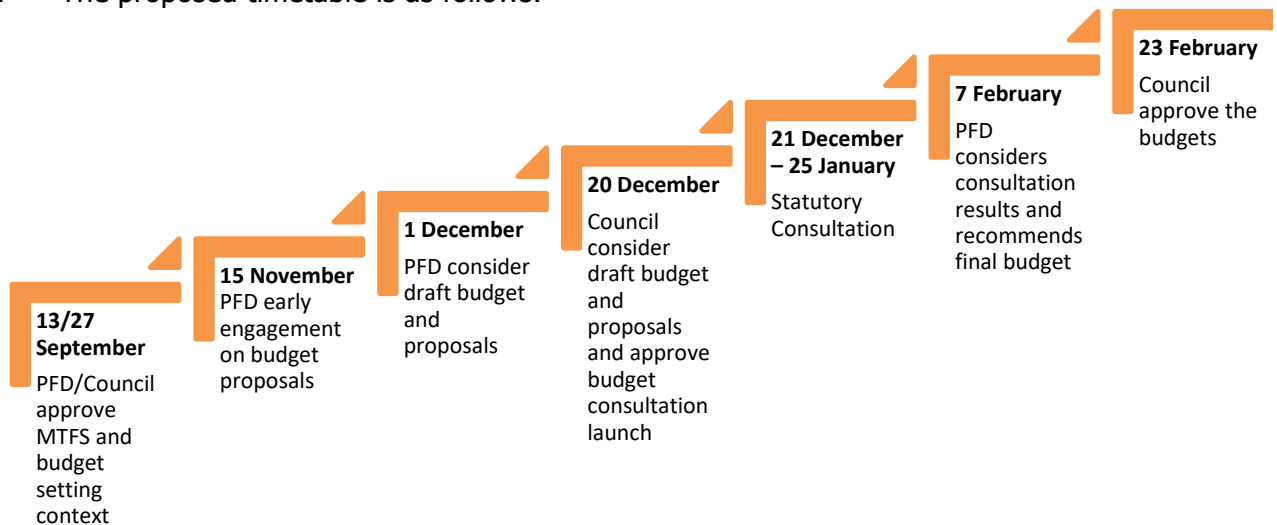 The proposed timetable is as follows:
13/27
September
PFD/Council
approve
MTFS and
budget
setting
context
15 November
PFD early
engagement
on budget
proposals
1 December
PFD consider
draft budget
and
proposals
20 December
Council
consider
draft budget
and
proposals
and approve
budget
consultation
launch
21 December
– 25 January
Statutory
Consultation
7 February
PFD
considers
consultation
results and
recommends
final budget
23 February
Council
approve the
budgets